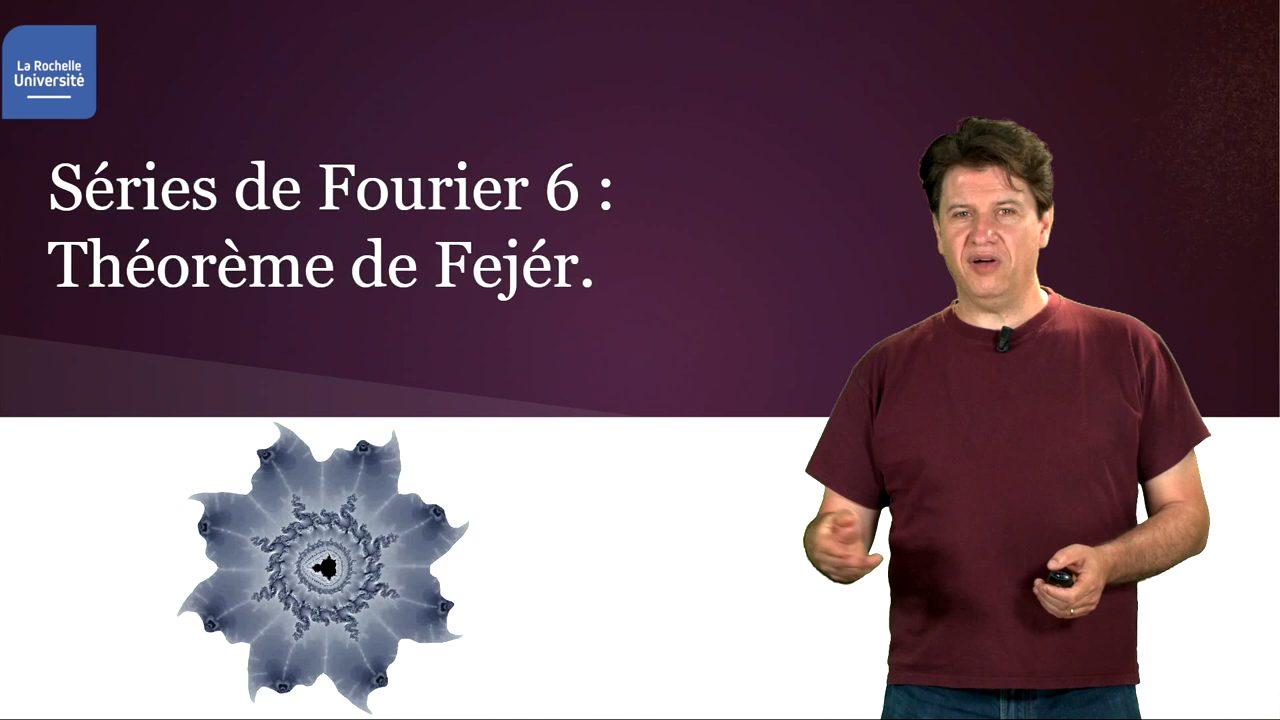 La Rochelle
Université
Séries de Fourier 6 :
Théorème de Fejér.